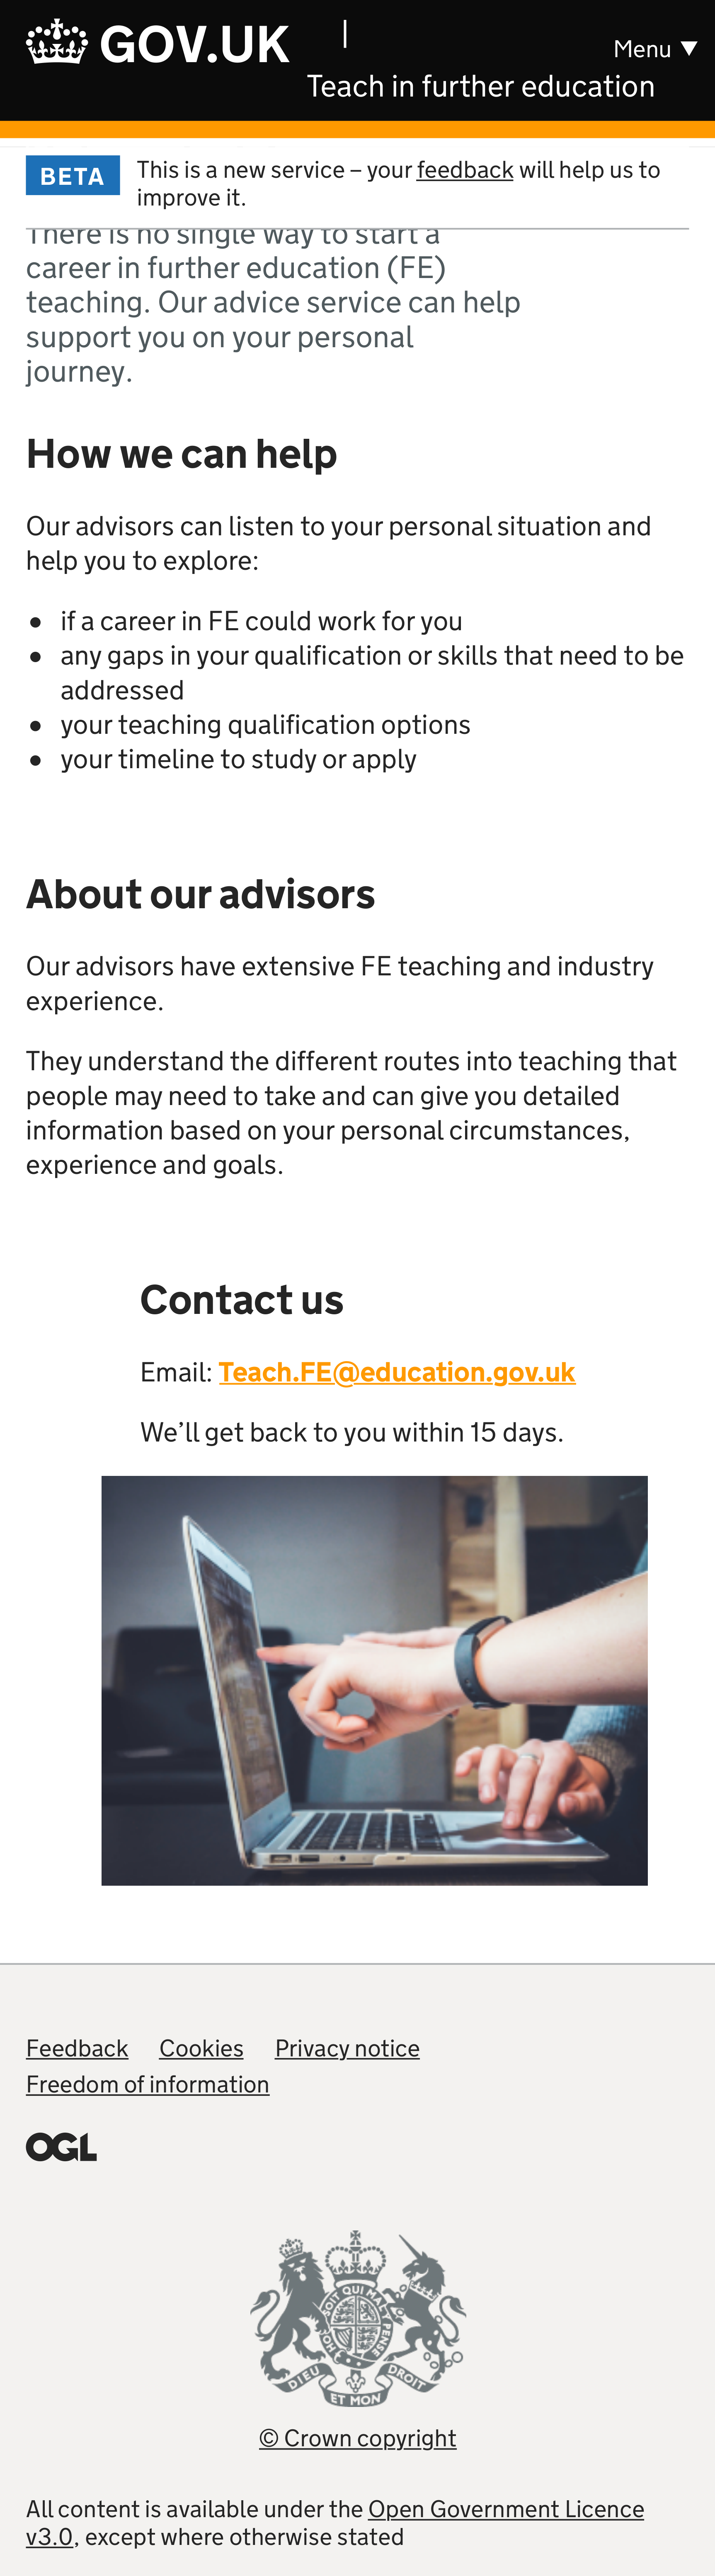 GOV.UK
|
Menu ▼
Teach in further education
BETA
This is a new service – your feedback will help us to
improve it.
There is no single way to start a
career in further education (FE)
teaching. Our advice service can help
support you on your personal
journey.
How we can help
Our advisors can listen to your personal situation and
help you to explore:
● if a career in FE could work for you
● any gaps in your qualification or skills that need to be
addressed
● your teaching qualification options
● your timeline to study or apply
About our advisors
Our advisors have extensive FE teaching and industry
experience.
They understand the different routes into teaching that
people may need to take and can give you detailed
information based on your personal circumstances,
experience and goals.
Contact us
Email: Teach.FE@education.gov.uk
We’ll get back to you within 15 days.
Feedback Cookies Privacy notice
Freedom of information
OGL
DIEU ET MON DROIT
© Crown copyright
All content is available under the Open Government Licence
v3.0, except where otherwise stated